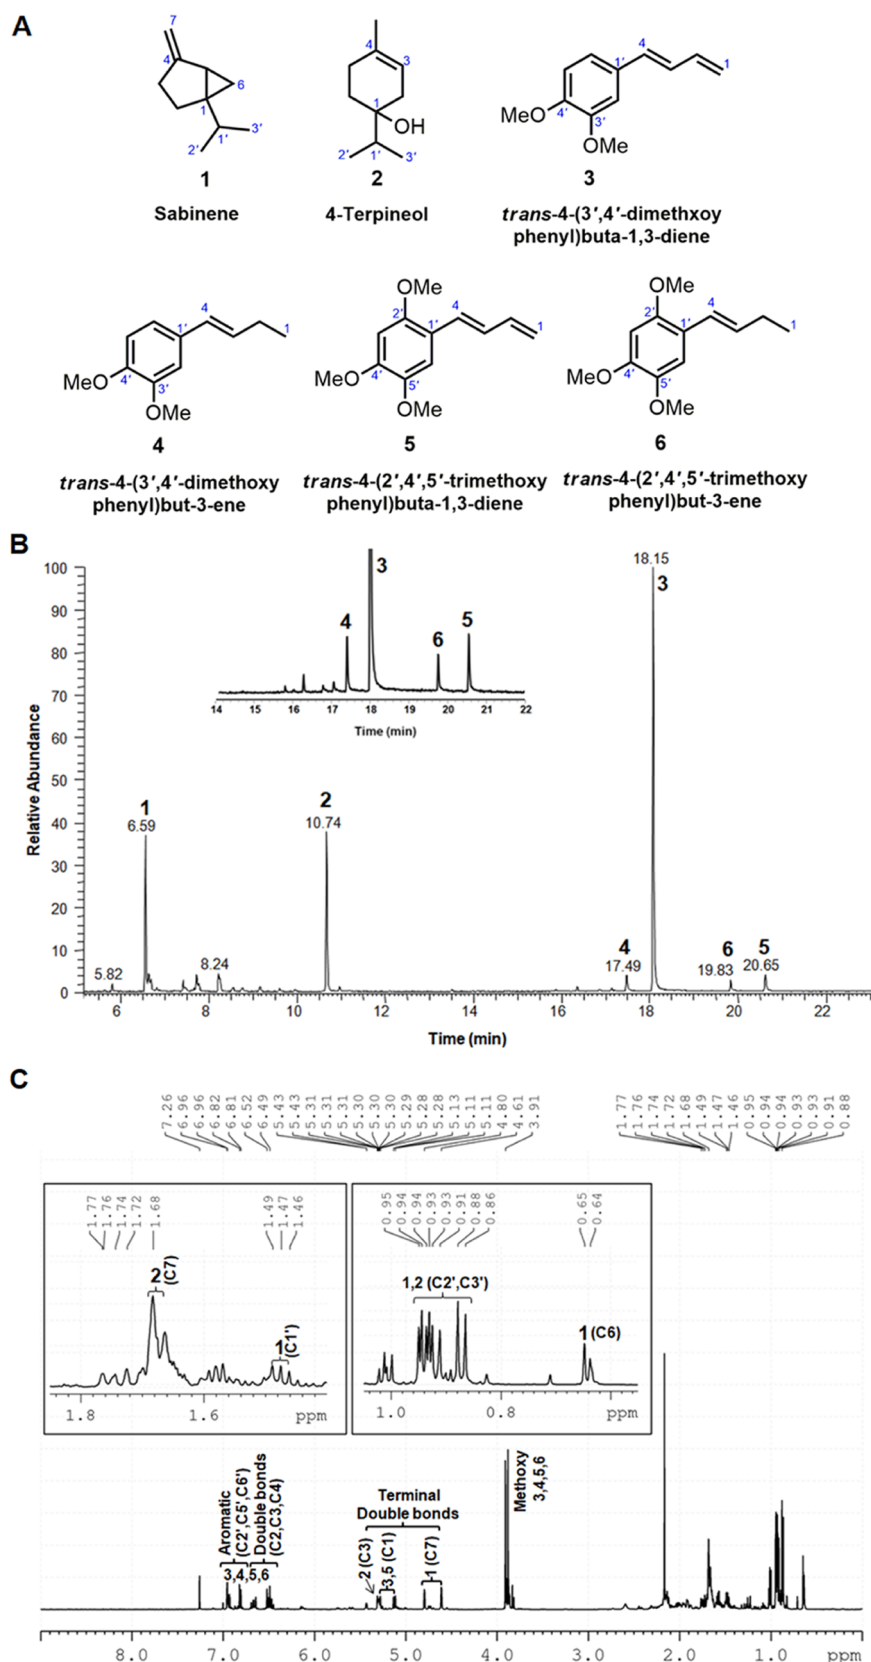 A
7
4
6
1
1'
3'
2'
1
Sabinene
4
3
1
OH
2'
1'
3'
2
4-Terpineol
4
1'
1
MeO
4'
3'
OMe
3
trans-4-(3′,4′-dimethxoy
phenyl)buta-1,3-diene
4
1'
1
MeO
4'
3'
OMe
4
trans-4-(3′,4′-dimethoxy
phenyl)but-3-ene
OMe
2'
4
1'
1
MeO
4'
5'
OMe
5
trans-4-(2′,4′,5′-trimethoxy
phenyl)buta-1,3-diene
OMe
2'
4
1'
1
MeO
4'
5'
OMe
6
trans-4-(2′,4′,5′-trimethoxy
phenyl)but-3-ene
B
Relative Abundance
100
90
80
70
60
50
40
30
20
10
0
3
4
6
5
14 15 16 17 18 19 20 21 22
Time (min)
18.15
3
1
6.59
2
10.74
5.82
8.24
4
17.49
6
19.83
5
20.65
6 8 10 12 14 16 18 20 22
Time (min)
C
7.26 6.96 6.96 6.82 6.81 6.52 6.49 5.43 5.43 5.31 5.31 5.31 5.30 5.30 5.30 5.29 5.28 5.28 5.13 5.11 5.11 4.80 4.61 3.91
1.77 1.76 1.74 1.72 1.68 1.49 1.47 1.46 0.95 0.94 0.94 0.93 0.93 0.91 0.88
1.77 1.76 1.74 1.72 1.68 1.49 1.47 1.46
2
(C7)
1
(C1')
1.8 1.6 ppm
0.95 0.94 0.94 0.93 0.93 0.91 0.88 0.86 0.65 0.64
1,2 (C2',C3')
1 (C6)
1.0 0.8 ppm
Aromatic
(C2',C5',C6')
Double bonds
(C2,C3,C4)
3,4,5,6
Terminal
Double bonds
2 (C3)
3,5 (C1)
1 (C7)
Methoxy
3,4,5,6
8.0 7.0 6.0 5.0 4.0 3.0 2.0 1.0 ppm